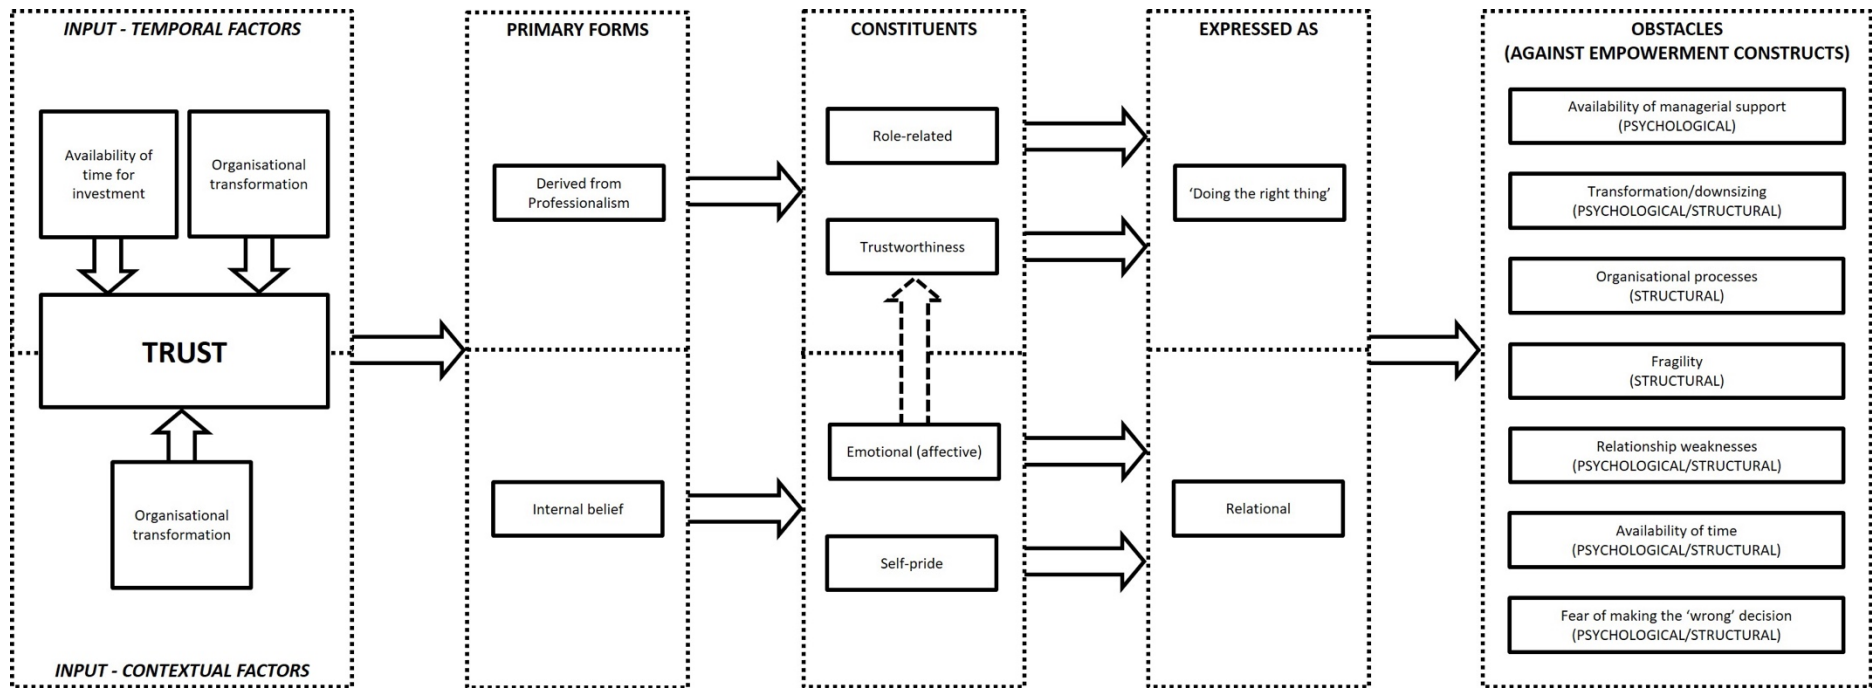 INPUT - TEMPORAL FACTORS
Availability of
time for
investment
Organisational
transformation
TRUST
Organisational
transformation
INPUT - CONTEXTUAL FACTORS
PRIMARY FORMS
Derived from
Professionalism
Internal belief
CONSTITUENTS
Role-related
Trustworthiness
Emotional (affective)
Self-pride
EXPRESSED AS
‘Doing the right thing’
Relational
OBSTACLES
(AGAINST EMPOWERMENT CONSTRUCTS)
Availability of managerial support
(PSYCHOLOGICAL)
Transformation/downsizing
(PSYCHOLOGICAL/STRUCTURAL)
Organisational processes
(STRUCTURAL)
Fragility
(STRUCTURAL)
Relationship weaknesses
(PSYCHOLOGICAL/STRUCTURAL)
Availability of time
(PSYCHOLOGICAL/STRUCTURAL)
Fear of making the ‘wrong’ decision
(PSYCHOLOGICAL/STRUCTURAL)